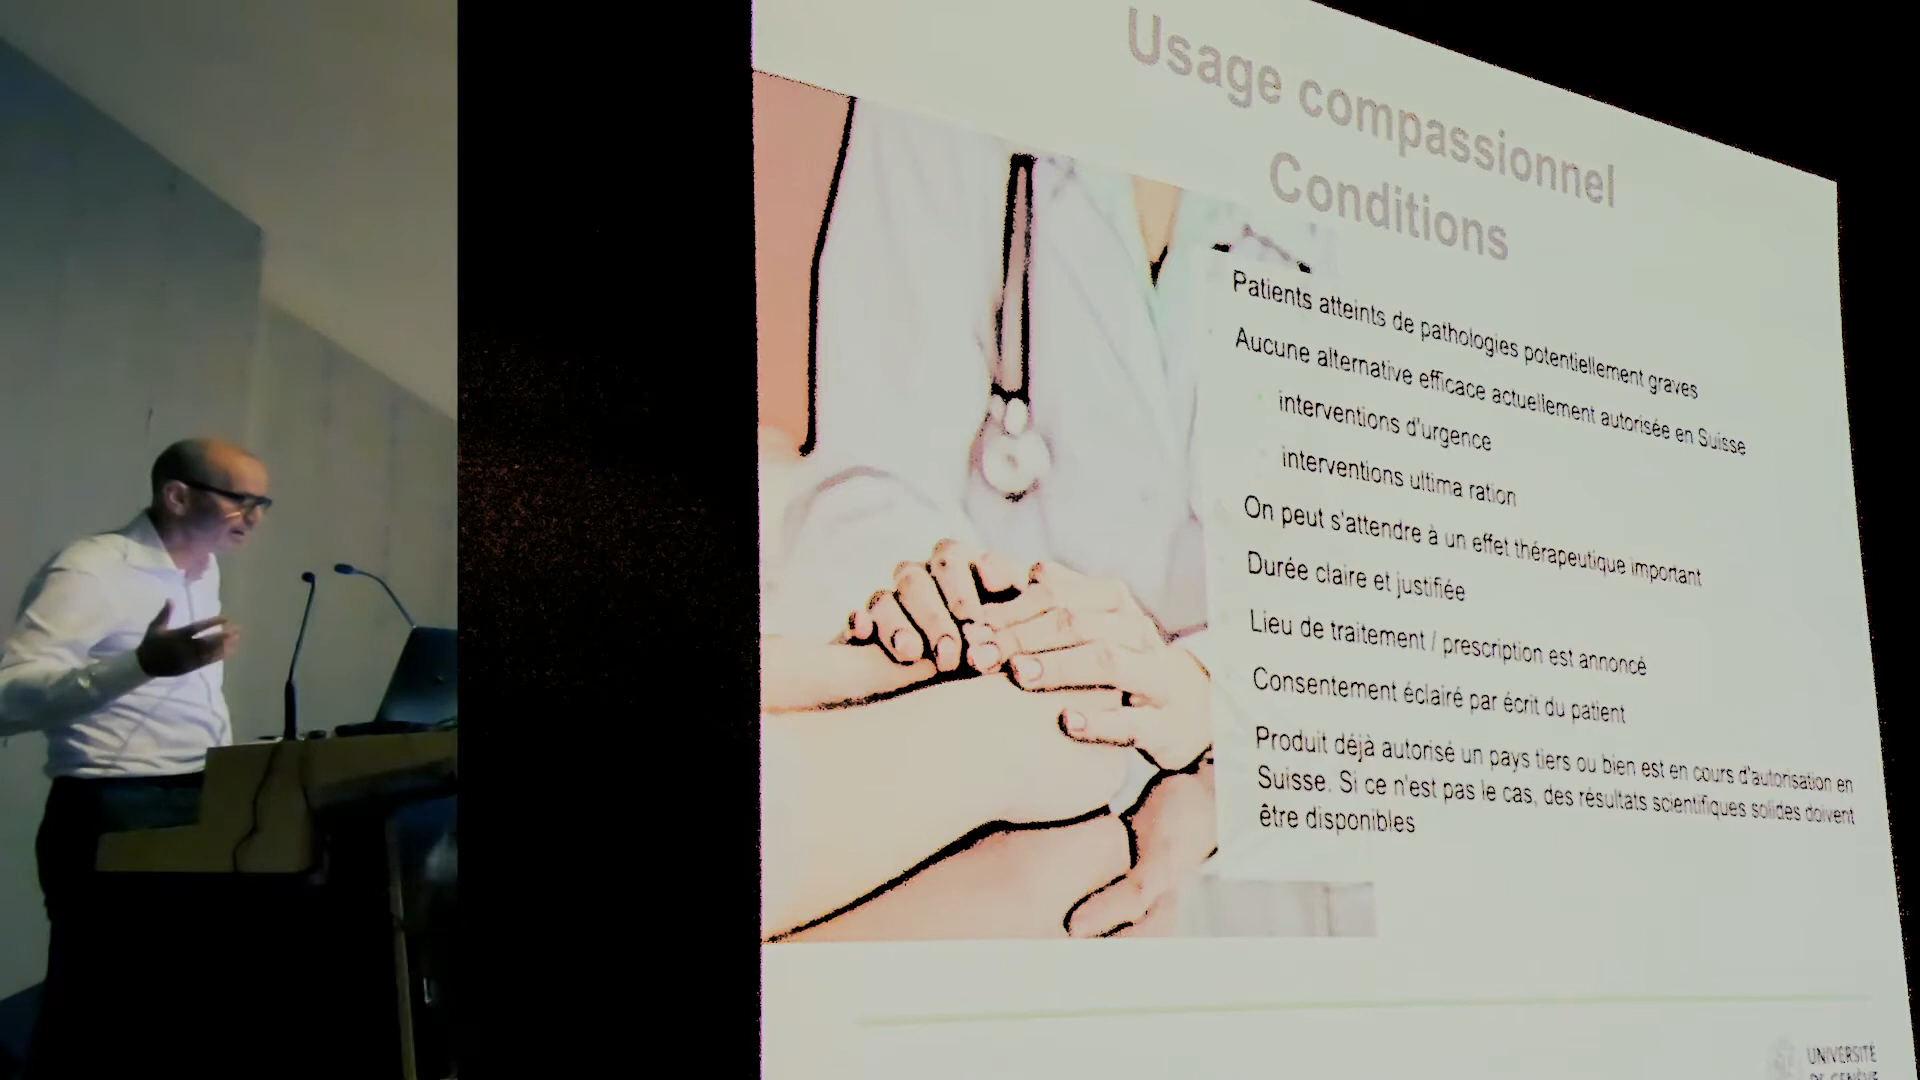 Usage compassionnel
Conditions
Patients atteints de pathologies potentiellement graves
Aucune alternative efficace actuellement autorisée en Suisse
interventions d'urgence
interventions ultima ration
On peut s'attendre à un effet thérapeutique important
Durée claire et justifiée
Lieu de traitement / prescription est annoncé
Consentement éclairé par écrit du patient
Produit déjà autorisé un pays tiers ou bien est en cours d'autorisation en
Suisse. Si ce n'est pas le cas, des résultats scientifiques solides doivent
être disponibles
UNIVERSITÉ
DE GENÈVE